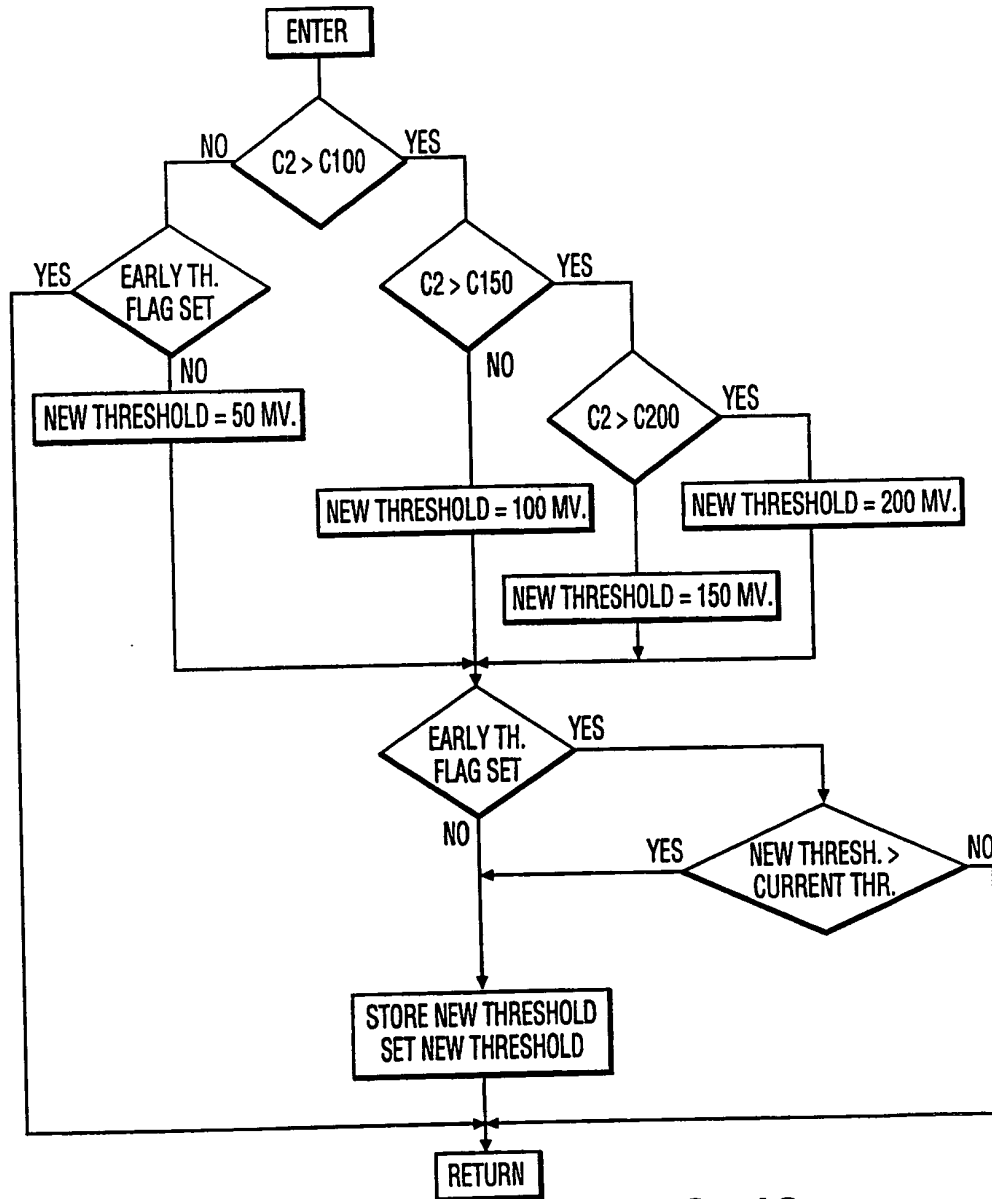 ENTER
C2 > C100
NO
YES
EARLY TH.
FLAG SET
YES
NO
C2 > C150
YES
NO
C2 > C200
YES
NEW THRESHOLD = 50 MV.
NEW THRESHOLD = 100 MV.
NEW THRESHOLD = 200 MV.
NEW THRESHOLD = 150 MV.
EARLY TH.
FLAG SET
YES
NO
NEW THRESH. >
CURRENT THR.
YES
NO
STORE NEW THRESHOLD
SET NEW THRESHOLD
RETURN